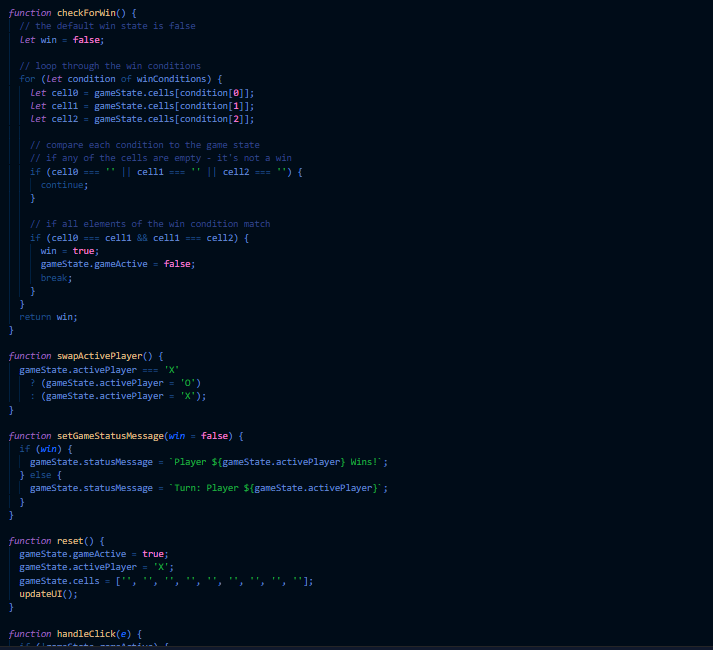 function checkForWin() {
  // the default win state is false
  let win = false;

  // loop through the win conditions
  for (let condition of winConditions) {
    let cell0 = gameState.cells[condition[0]];
    let cell1 = gameState.cells[condition[1]];
    let cell2 = gameState.cells[condition[2]];

    // compare each condition to the game state
    // if any of the cells are empty - it's not a win
    if (cell0 === '' || cell1 === '' || cell2 === '') {
      continue;
    }

    // if all elements of the win condition match
    if (cell0 === cell1 && cell1 === cell2) {
      win = true;
      gameState.gameActive = false;
      break;
    }
  }
  return win;
}

function swapActivePlayer() {
  gameState.activePlayer === 'X'
    ? (gameState.activePlayer = 'O')
    : (gameState.activePlayer = 'X');
}

function setGameStatusMessage(win = false) {
  if (win) {
    gameState.statusMessage = `Player ${gameState.activePlayer} Wins!`;
  } else {
    gameState.statusMessage = `Turn: Player ${gameState.activePlayer}`;
  }
}

function reset() {
  gameState.gameActive = true;
  gameState.activePlayer = 'X';
  gameState.cells = ['', '', '', '', '', '', '', '', ''];
  updateUI();
}

function handleClick(e) {
  if (!gameState.gameActive) {